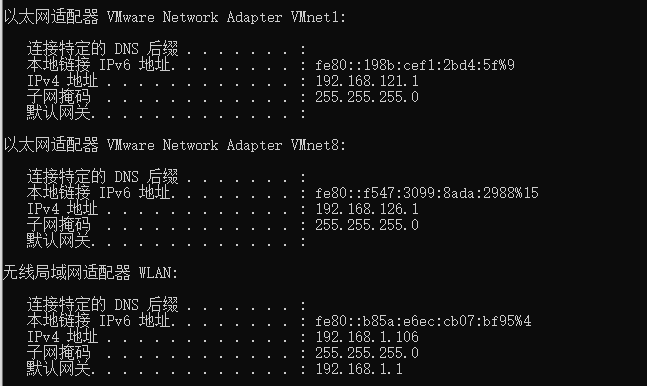 以太网适配器 VMware Network Adapter VMnet1:
连接特定的 DNS 后缀 . . . . . . . :
本地链接 IPv6 地址. . . . . . . . : fe80::198b:cef1:2bd4:5f%9
IPv4 地址 . . . . . . . . . . . . : 192.168.121.1
子网掩码 . . . . . . . . . . . . : 255.255.255.0
默认网关. . . . . . . . . . . . . :
以太网适配器 VMware Network Adapter VMnet8:
连接特定的 DNS 后缀 . . . . . . . :
本地链接 IPv6 地址. . . . . . . . : fe80::f547:3099:8ada:2988%15
IPv4 地址 . . . . . . . . . . . . : 192.168.126.1
子网掩码 . . . . . . . . . . . . : 255.255.255.0
默认网关. . . . . . . . . . . . . :
无线局域网适配器 WLAN:
连接特定的 DNS 后缀 . . . . . . . :
本地链接 IPv6 地址. . . . . . . . : fe80::b85a:e6ec:cb07:bf95%4
IPv4 地址 . . . . . . . . . . . . : 192.168.1.106
子网掩码 . . . . . . . . . . . . : 255.255.255.0
默认网关. . . . . . . . . . . . . : 192.168.1.1